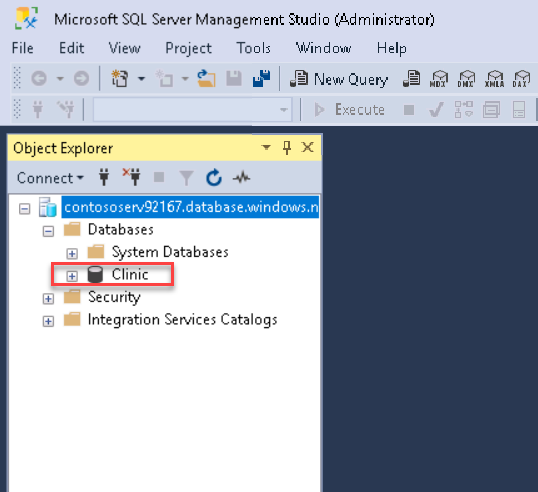 Microsoft SQL Server Management Studio (Administrator)
File Edit View Project Tools Window Help
New Query MDX DMX XMLA DAX
Execute
Object Explorer
Connect
contososerv92167.database.windows.n
Databases
System Databases
Clinic
Security
Integration Services Catalogs